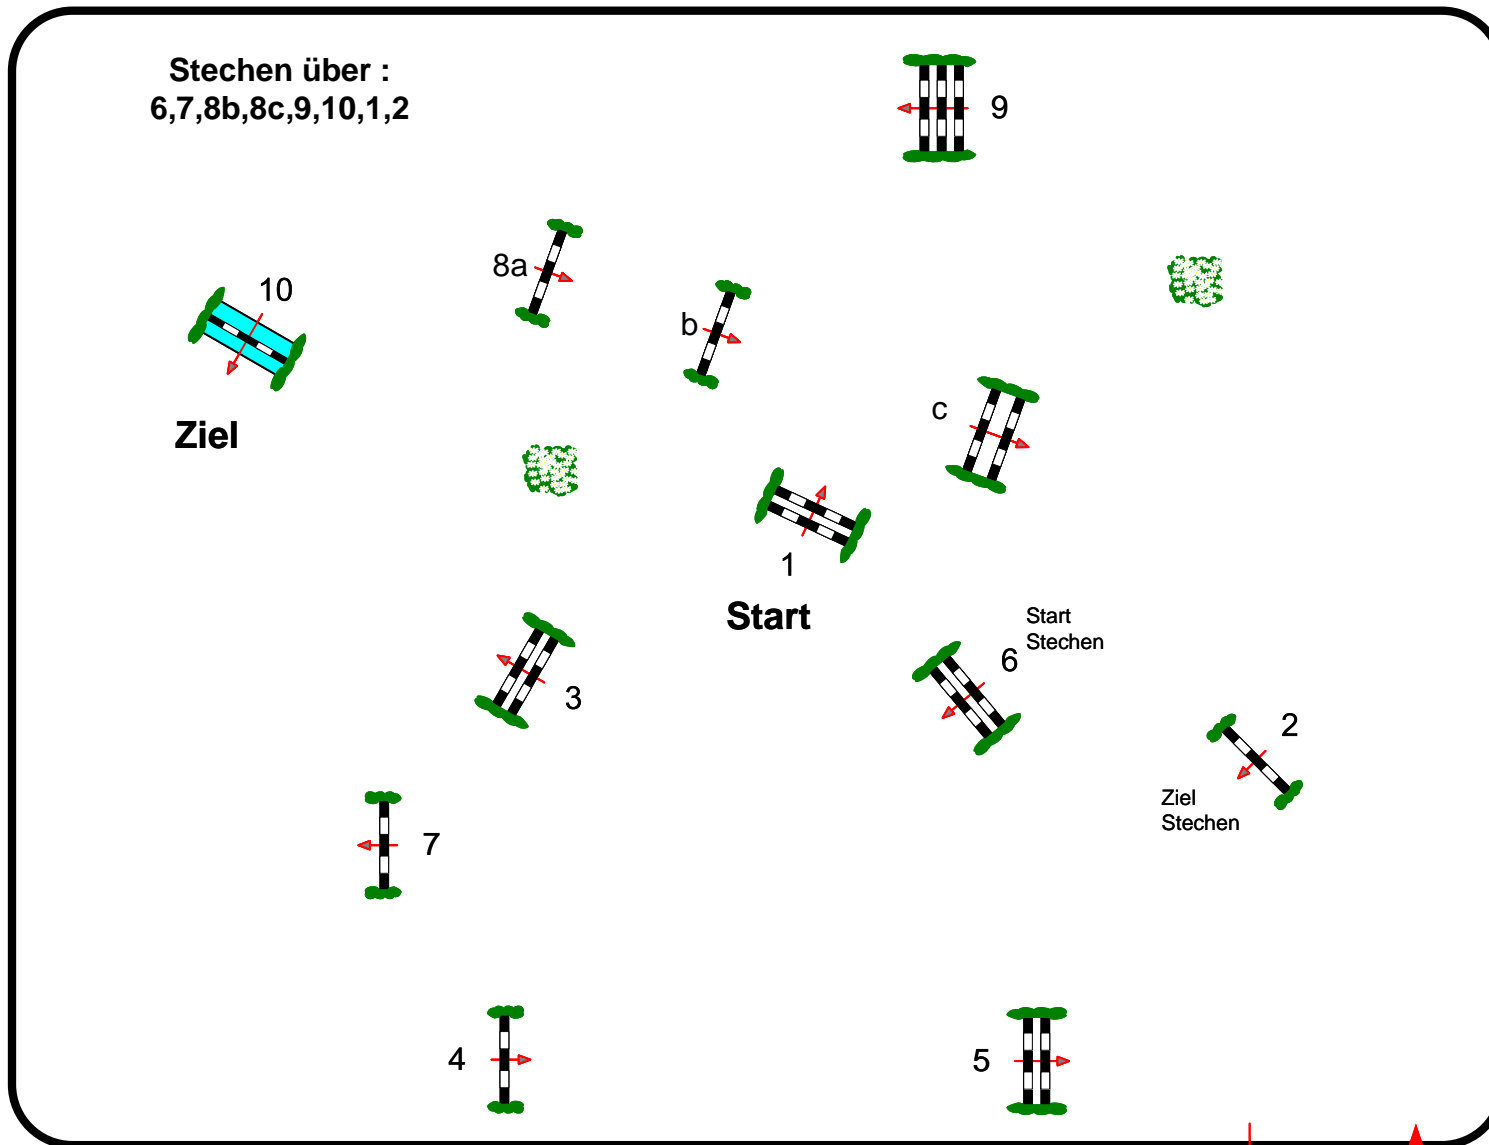 Stechen über :
6,7,8b,8c,9,10,1,2
9
8a
10
b
c
Ziel
1
Start
Start
Stechen
6
3
2
Ziel
Stechen
7
4
5